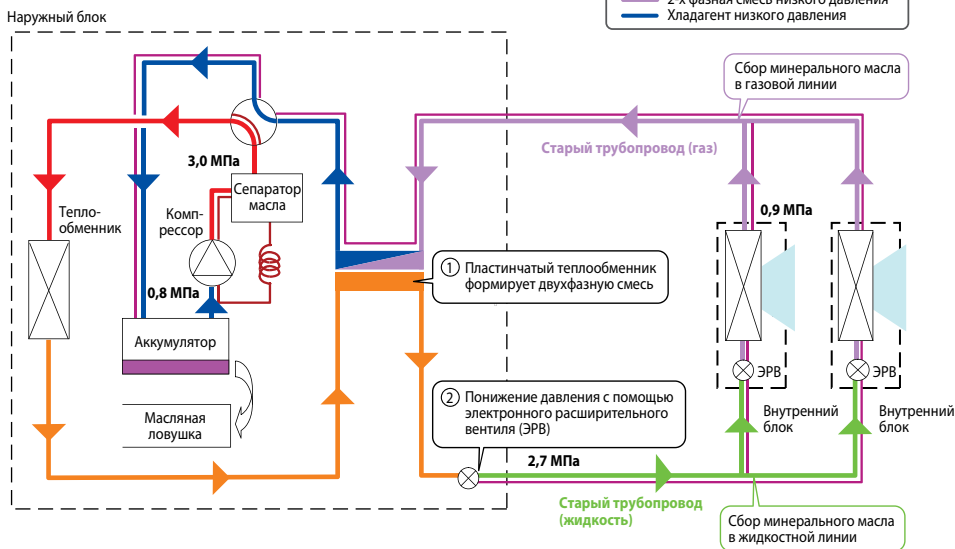 2-х фазная смесь низкого давления
Хладагент низкого давления
Наружный блок
Сбор минерального масла
в газовой линии
Старый трубопровод (газ)
3,0 МПа
Сепаратор
масла
Тепло-
обменник
Комп-
рессор
0,9 МПа
1 Пластинчатый теплообменник
формирует двухфазную смесь
0,8 МПа
Аккумулятор
ЭРВ
ЭРВ
Масляная
ловушка
2 Понижение давления с помощью
электронного расширительного
вентиля (ЭРВ)
Внутренний
блок
Внутренний
блок
2,7 МПа
Старый трубопровод
(жидкость)
Сбор минерального масла
в жидкостной линии